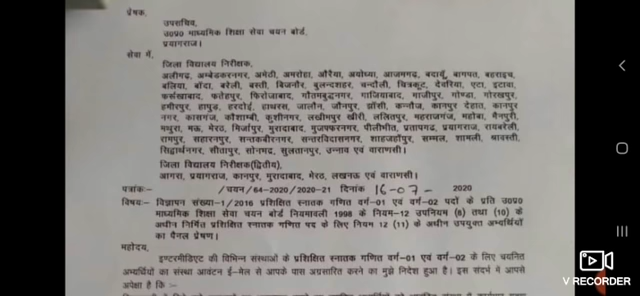 प्रेषक,
उपसचिव,
उ०प्र० माध्यमिक शिक्षा सेवा चयन बोर्ड,
प्रयागराज।
सेवा में,
जिला विद्यालय निरीक्षक,
अलीगढ़, अम्बेडकरनगर, अमेठी, अमरोहा, औरैया, अयोध्या, आजमगढ़, बदायूँ, बागपत, बहराइच,
बलिया, बाँदा, बरेली, बस्ती, बिजनौर, बुलन्दशहर, चन्दौली, चित्रकूट, देवरिया, एटा, इटावा,
फर्रूखाबाद, फतेहपुर, फिरोजाबाद, गौतमबुद्धनगर, गाजियाबाद, गाजीपुर, गोण्डा, गोरखपुर,
हमीरपुर, हापुड़, हरदोई, हाथरस, जालौन, जौनपुर, झाँसी, कन्नौज, कानपुर देहात, कानपुर
नगर, कासगंज, कौशाम्बी, कुशीनगर, लखीमपुर खीरी, ललितपुर, महराजगंज, महोबा, मैनपुरी,
मथुरा, मऊ, मेरठ, मिर्जापुर, मुरादाबाद, मुजफ्फरनगर, पीलीभीत, प्रतापगढ़, प्रयागराज, रायबरेली,
रामपुर, सहारनपुर, सन्तकबीरनगर, सन्तरविदासनगर, शाहजहाँपुर, सम्भल, शामली, श्रावस्ती,
सिद्धार्थनगर, सीतापुर, सोनभद्र, सुलतानपुर, उन्नाव एवं वाराणसी।
जिला विद्यालय निरीक्षक(द्वितीय),
आगरा, प्रयागराज, कानपुर, मुरादाबाद, मेरठ, लखनऊ एवं वाराणसी।
पत्रांक:- /चयन/64-2020/2020-21 दिनांक 16-07- 2020
विषय:- विज्ञापन संख्या-1/2016 प्रशिक्षित स्नातक गणित वर्ग-01 एवं वर्ग-02 पदों के प्रति उ०प्र०
माध्यमिक शिक्षा सेवा चयन बोर्ड नियमावली 1998 के नियम-12 उपनियम (8) तथा (10) के
अधीन निर्मित प्रशिक्षित स्नातक गणित पद के लिए नियम 12 (11) के अधीन उपयुक्त अभ्यर्थियों
का पैनल प्रेषण।
महोदय,
इण्टरमीडिएट की विभिन्न संस्थाओं के प्रशिक्षित स्नातक गणित वर्ग-01 एवं वर्ग-02 के लिए चयनित
अभ्यर्थियों का संस्था आवंटन ई-मेल से आपके पास अग्रसारित करने का मुझे निदेश हुआ है। इस संदर्भ में आपसे
अपेक्षा है कि :-
V RECORDER